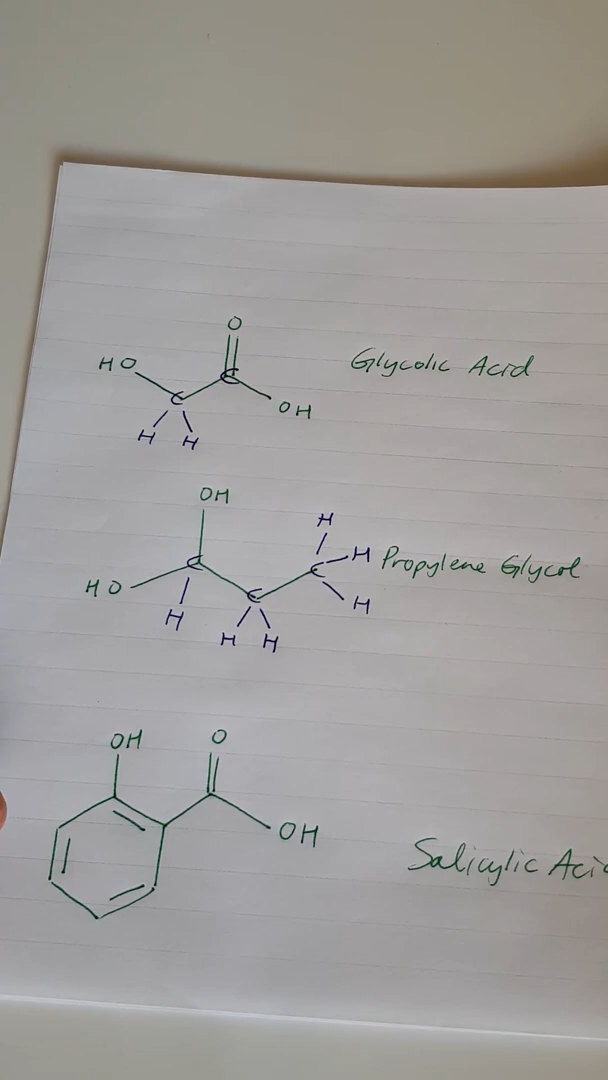 O
HO C C OH
H H
Glycolic Acid
OH
HO C C C
H H H
H H H
Propylene Glycol
OH O
OH
Salicylic Aci